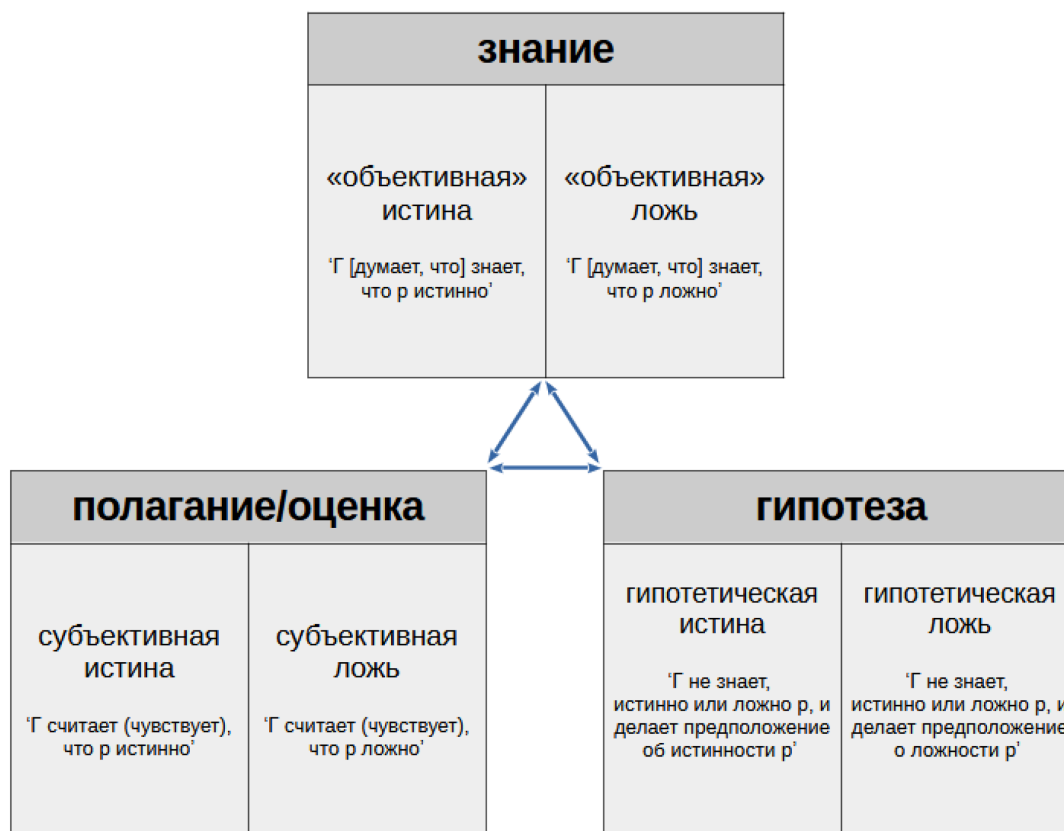 знание
«объективная»
истина
‘Г [думает, что] знает,
что p истинно’
«объективная»
ложь
‘Г [думает, что] знает,
что p ложно’
полагание/оценка
субъективная
истина
‘Г считает (чувствует),
что p истинно’
субъективная
ложь
‘Г считает (чувствует),
что p ложно’
гипотеза
гипотетическая
истина
‘Г не знает,
истинно или ложно p, и
делает предположение
об истинности p’
гипотетическая
ложь
‘Г не знает,
истинно или ложно p, и
делает предположение
о ложности p’